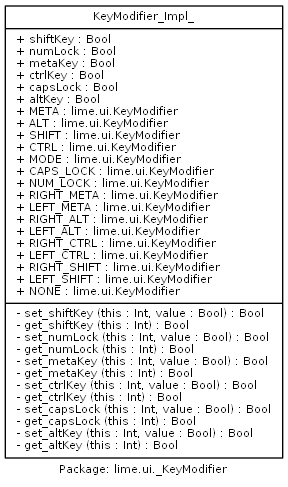 KeyModifier_Impl_
+ shiftKey : Bool
+ numLock : Bool
+ metaKey : Bool
+ ctrlKey : Bool
+ capsLock : Bool
+ altKey : Bool
+ META : lime.ui.KeyModifier
+ ALT : lime.ui.KeyModifier
+ SHIFT : lime.ui.KeyModifier
+ CTRL : lime.ui.KeyModifier
+ MODE : lime.ui.KeyModifier
+ CAPS_LOCK : lime.ui.KeyModifier
+ NUM_LOCK : lime.ui.KeyModifier
+ RIGHT_META : lime.ui.KeyModifier
+ LEFT_META : lime.ui.KeyModifier
+ RIGHT_ALT : lime.ui.KeyModifier
+ LEFT_ALT : lime.ui.KeyModifier
+ RIGHT_CTRL : lime.ui.KeyModifier
+ LEFT_CTRL : lime.ui.KeyModifier
+ RIGHT_SHIFT : lime.ui.KeyModifier
+ LEFT_SHIFT : lime.ui.KeyModifier
+ NONE : lime.ui.KeyModifier
- set_shiftKey (this : Int, value : Bool) : Bool
- get_shiftKey (this : Int) : Bool
- set_numLock (this : Int, value : Bool) : Bool
- get_numLock (this : Int) : Bool
- set_metaKey (this : Int, value : Bool) : Bool
- get_metaKey (this : Int) : Bool
- set_ctrlKey (this : Int, value : Bool) : Bool
- get_ctrlKey (this : Int) : Bool
- set_capsLock (this : Int, value : Bool) : Bool
- get_capsLock (this : Int) : Bool
- set_altKey (this : Int, value : Bool) : Bool
- get_altKey (this : Int) : Bool
Package: lime.ui._KeyModifier